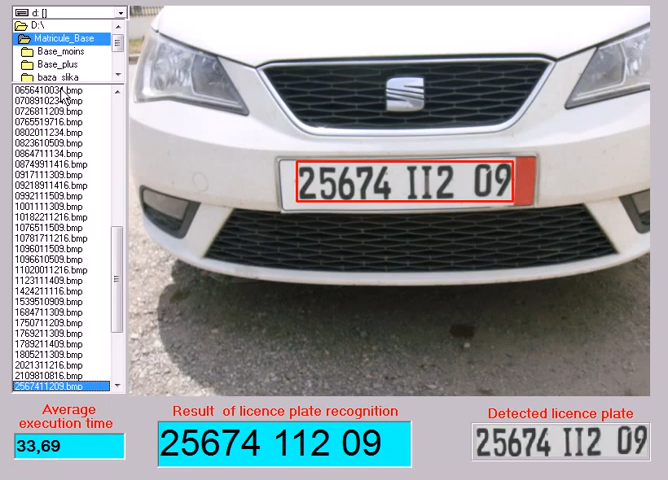 d: []
D:\
Matricule_Base
Base_moins
Base_plus
baza_slika
0656410034.bmp
0708910234.bmp
0726811209.bmp
0765519716.bmp
0802011234.bmp
0823610509.bmp
0864711134.bmp
08749911416.bmp
0917711309.bmp
09218911416.bmp
0992111509.bmp
1001111309.bmp
10182211216.bmp
1076511509.bmp
10781711216.bmp
1096011509.bmp
1096610509.bmp
11020011216.bmp
1123111409.bmp
1424211116.bmp
1539510909.bmp
1684711309.bmp
1750711209.bmp
1769211309.bmp
1789211409.bmp
1805211309.bmp
2021311216.bmp
2109810816.bmp
2567411209.bmp
25674 112 09
Average
execution time
33,69
Result of licence plate recognition
25674 112 09
Detected licence plate
25674 112 09